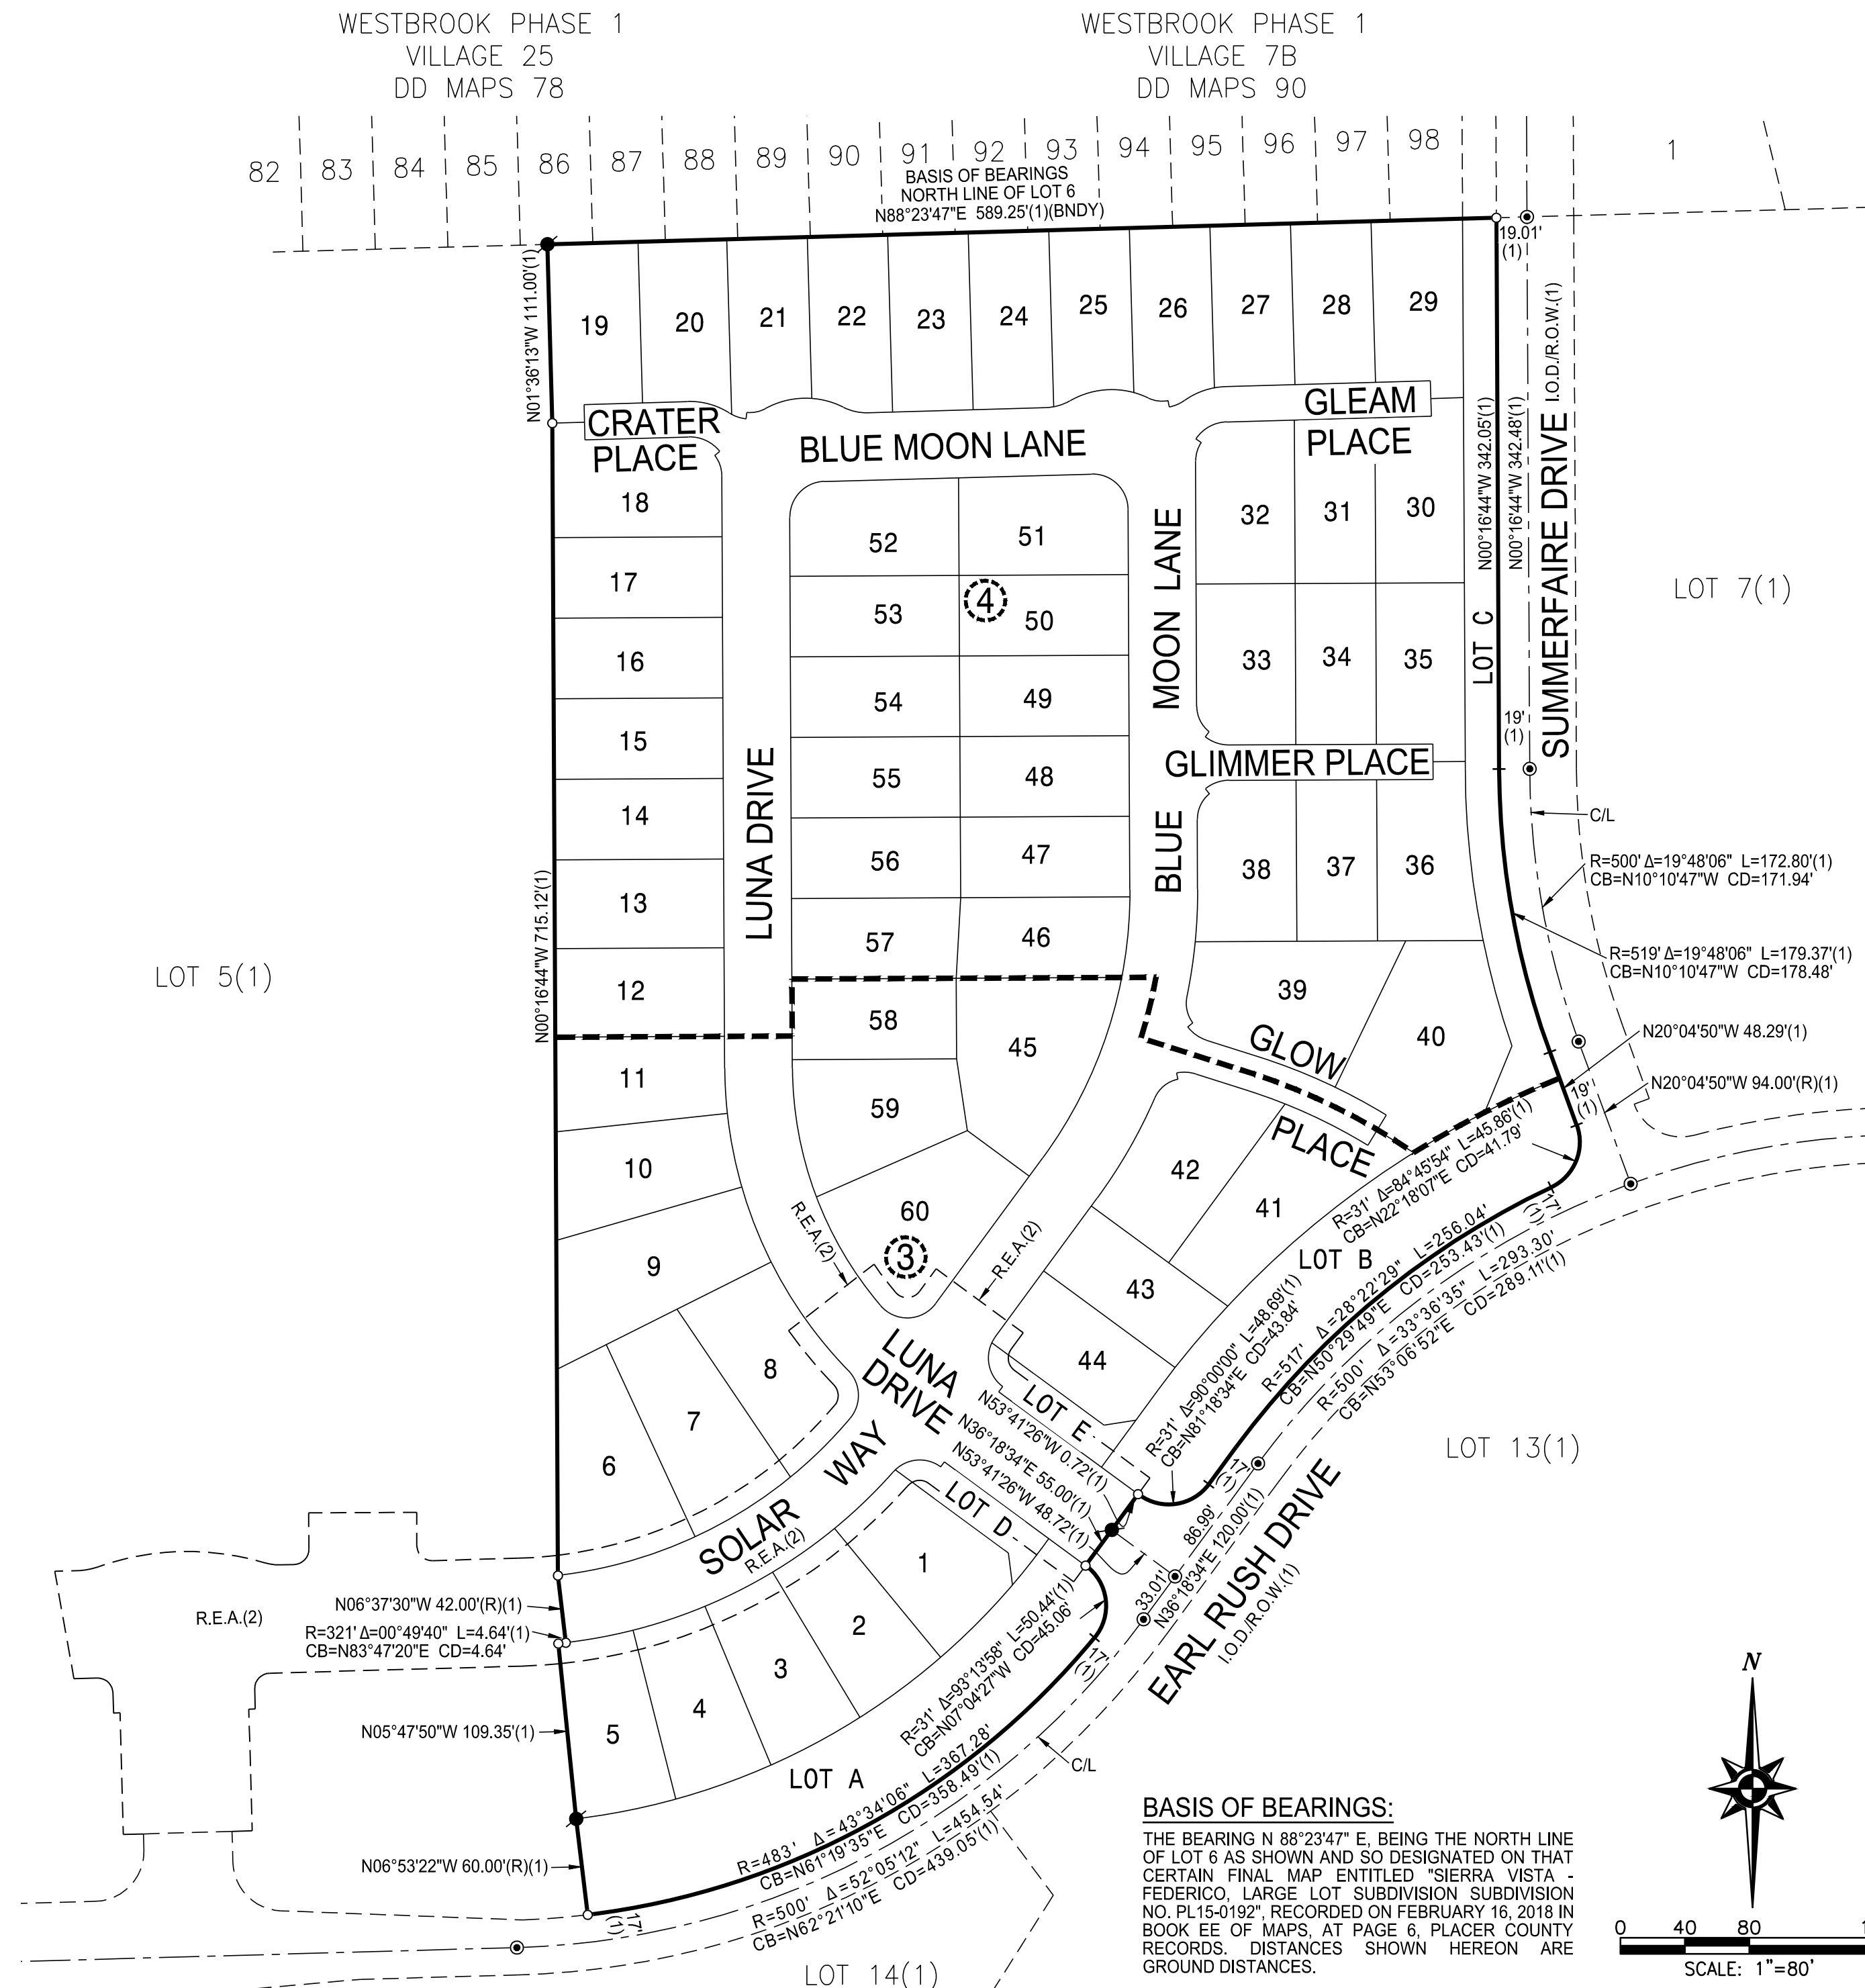 WESTBROOK PHASE 1
VILLAGE 25
DD MAPS 78
WESTBROOK PHASE 1
VILLAGE 7B
DD MAPS 90
82
83
84
85
86
87
88
89
90
91
92
93
94
95
96
97
98
1
BASIS OF BEARINGS
NORTH LINE OF LOT 6
N88°23'47"E 589.25'(1)(BNDY)
19.01'
(1)
N01°36'13"W 111.00'(1)
19
20
21
22
23
24
25
26
27
28
29
CRATER
PLACE
BLUE MOON LANE
GLEAM
PLACE
N00°16'44"W 342.05'(1)
N00°16'44"W 342.48'(1)
SUMMERFAIRE DRIVE I.O.D./R.O.W.(1)
18
17
16
15
14
13
12
52
51
53
4
50
54
49
55
48
56
47
57
46
LUNA DRIVE
BLUE MOON LANE
32
31
30
33
34
35
LOT C
19'
(1)
LOT 7(1)
GLIMMER PLACE
38
37
36
C/L
R=500' Δ=19°48'06" L=172.80'(1)
CB=N10°10'47"W CD=171.94'
R=519' Δ=19°48'06" L=179.37'(1)
CB=N10°10'47"W CD=178.48'
N20°04'50"W 48.29'(1)
N20°04'50"W 94.00'(R)(1)
19'
(1)
LOT 5(1)
N00°16'44"W 715.12'(1)
39
40
GLOW
PLACE
58
45
59
60
3
11
10
9
8
7
6
R.E.A.(2)
R.E.A.(2)
42
41
43
44
R=31' Δ=84°45'54" L=45.86'(1)
CB=N22°18'07"E CD=41.79'
17'
(1)
LOT B
R=517' Δ=28°22'29" L=256.04'
CB=N50°29'49"E CD=253.43'(1)
R=500' Δ=33°36'35" L=293.30'
CB=N53°06'52"E CD=289.11'(1)
R=31' Δ=90°00'00" L=48.69'(1)
CB=N81°18'34"E CD=43.84'
LUNA
DRIVE
LOT E
N53°41'26"W 0.72'(1)
N36°18'34"E 55.00'(1)
N53°41'26"W 48.72'(1)
17'
(1)
86.99'
33.01'
N36°18'34"E 120.00'(1)
EARL RUSH DRIVE
I.O.D./R.O.W.(1)
LOT 13(1)
SOLAR WAY
R.E.A.(2)
LOT D
1
2
3
4
5
R.E.A.(2)
N06°37'30"W 42.00'(R)(1)
R=321' Δ=00°49'40" L=4.64'(1)
CB=N83°47'20"E CD=4.64'
N05°47'50"W 109.35'(1)
N06°53'22"W 60.00'(R)(1)
R=31' Δ=93°13'58" L=50.44'(1)
CB=N07°04'27"W CD=45.06'
17'
(1)
C/L
LOT A
R=483' Δ=43°34'06" L=367.28'
CB=N61°19'35"E CD=358.49'(1)
R=500' Δ=52°05'12" L=454.54'
CB=N62°21'10"E CD=439.05'(1)
17'
(1)
LOT 14(1)
BASIS OF BEARINGS:
THE BEARING N 88°23'47" E, BEING THE NORTH LINE
OF LOT 6 AS SHOWN AND SO DESIGNATED ON THAT
CERTAIN FINAL MAP ENTITLED "SIERRA VISTA -
FEDERICO, LARGE LOT SUBDIVISION SUBDIVISION
NO. PL15-0192", RECORDED ON FEBRUARY 16, 2018 IN
BOOK EE OF MAPS, AT PAGE 6, PLACER COUNTY
RECORDS. DISTANCES SHOWN HEREON ARE
GROUND DISTANCES.
N
0 40 80
SCALE: 1"=80'